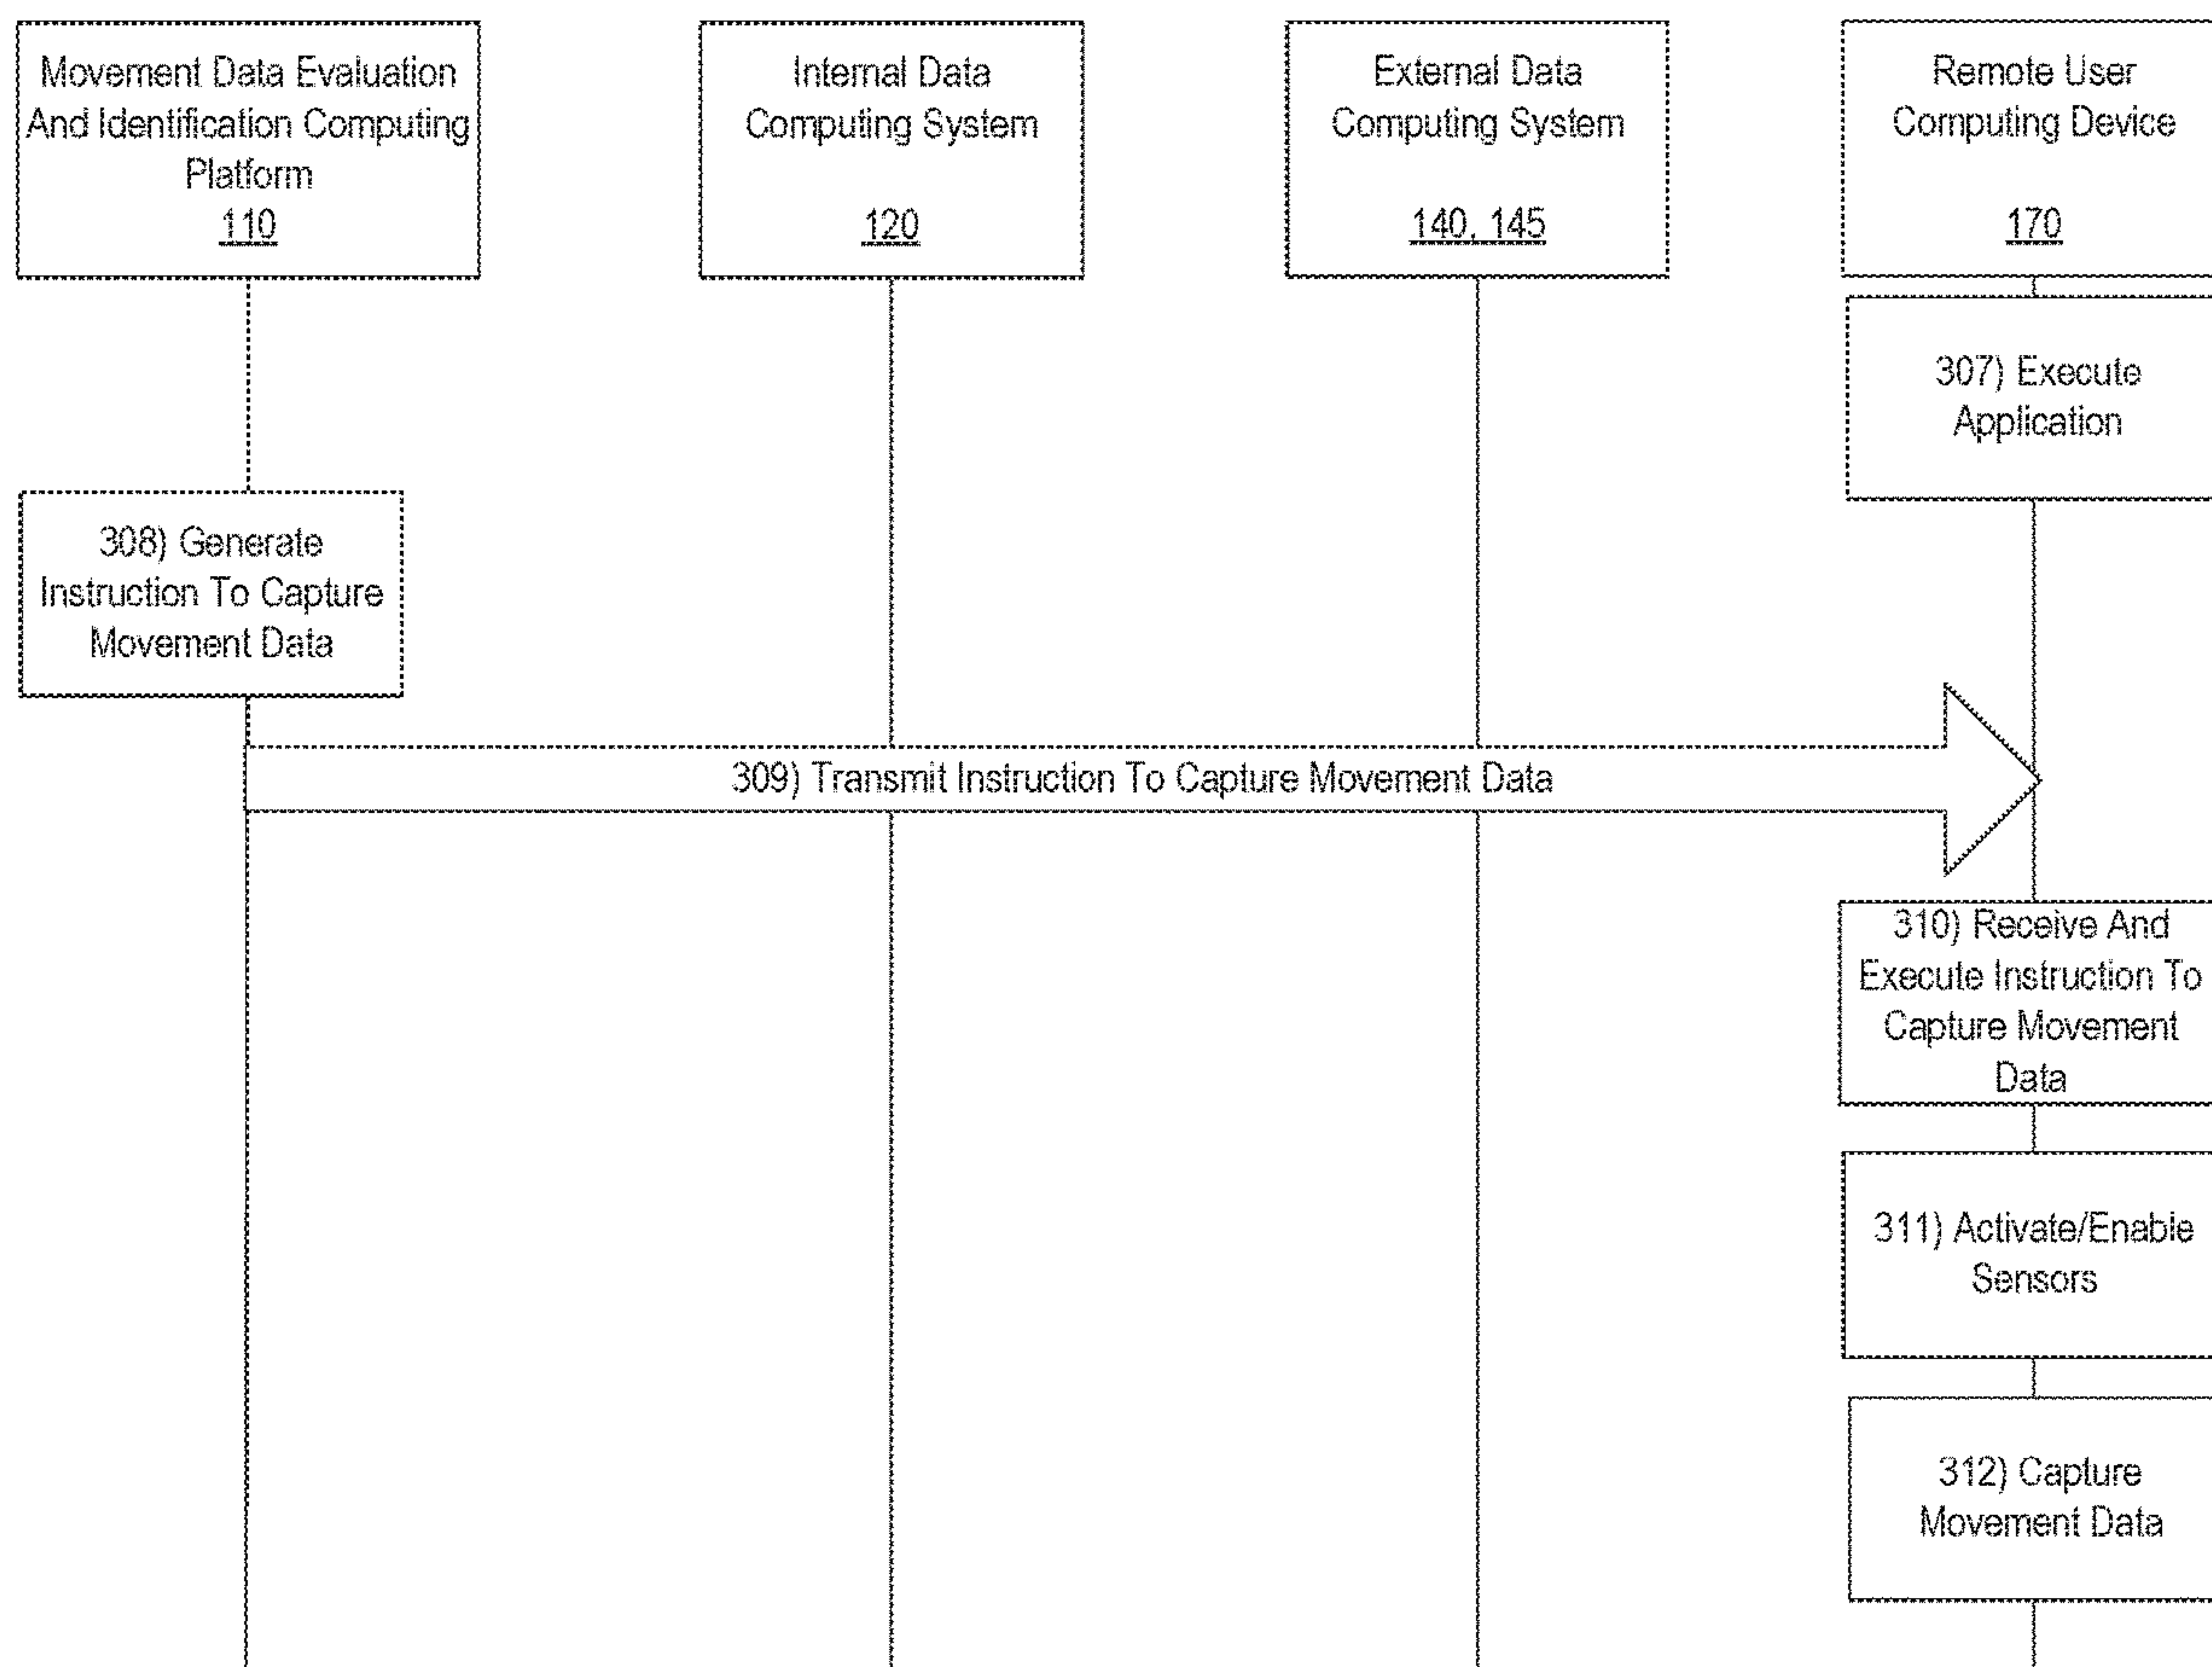 Movement Data Evaluation
And Identification Computing
Platform
110
Internal Data
Computing System
120
External Data
Computing System
140, 145
Remote User
Computing Device
170
307) Execute
Application
308) Generate
Instruction To Capture
Movement Data
309) Transmit Instruction To Capture Movement Data
310) Receive And
Execute Instruction To
Capture Movement
Data
311) Activate/Enable
Sensors
312) Capture
Movement Data